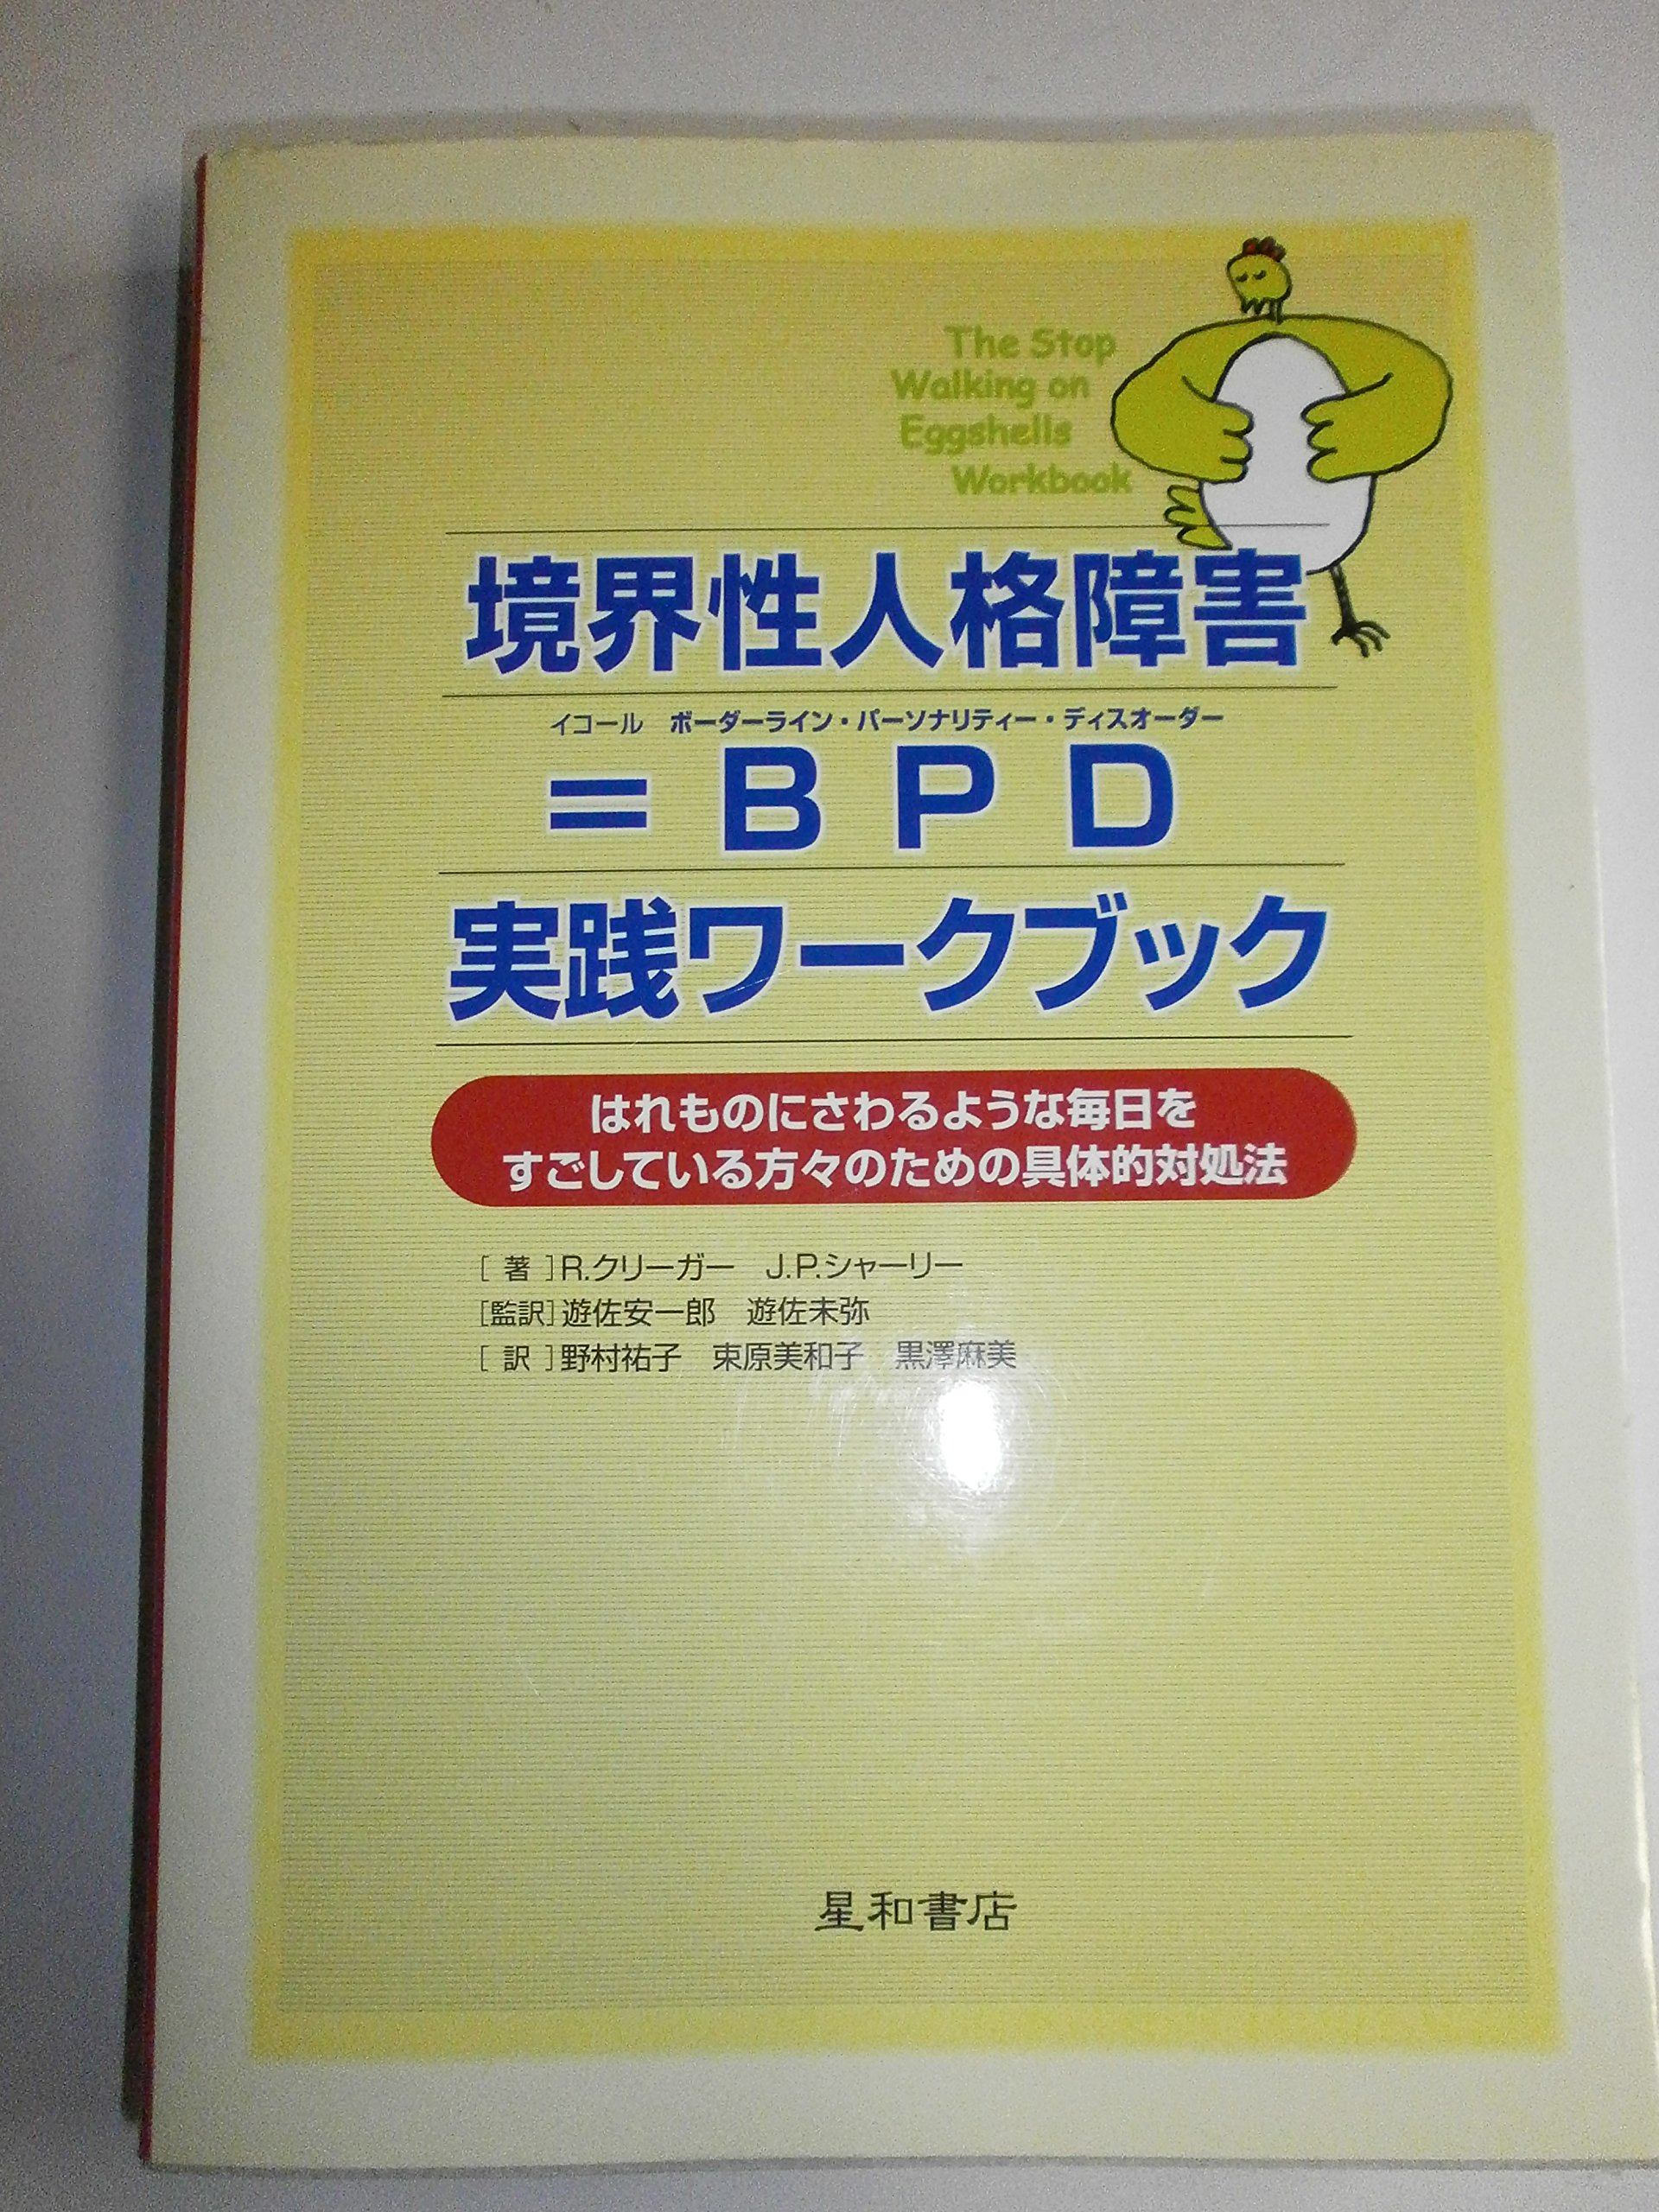 The Stop
Walking on
Eggshells
Workbook
境界性人格障害
イコール ボーダーライン・パーソナリティー・ディスオーダー
=BPD
実践ワークブック
はれものにさわるような毎日を
すごしている方々のための具体的対処法
[著]R.クリーガー J.P.シャーリー
[監訳]遊佐安一郎 遊佐未弥
[訳]野村祐子 束原美和子 黒澤麻美
星和書店